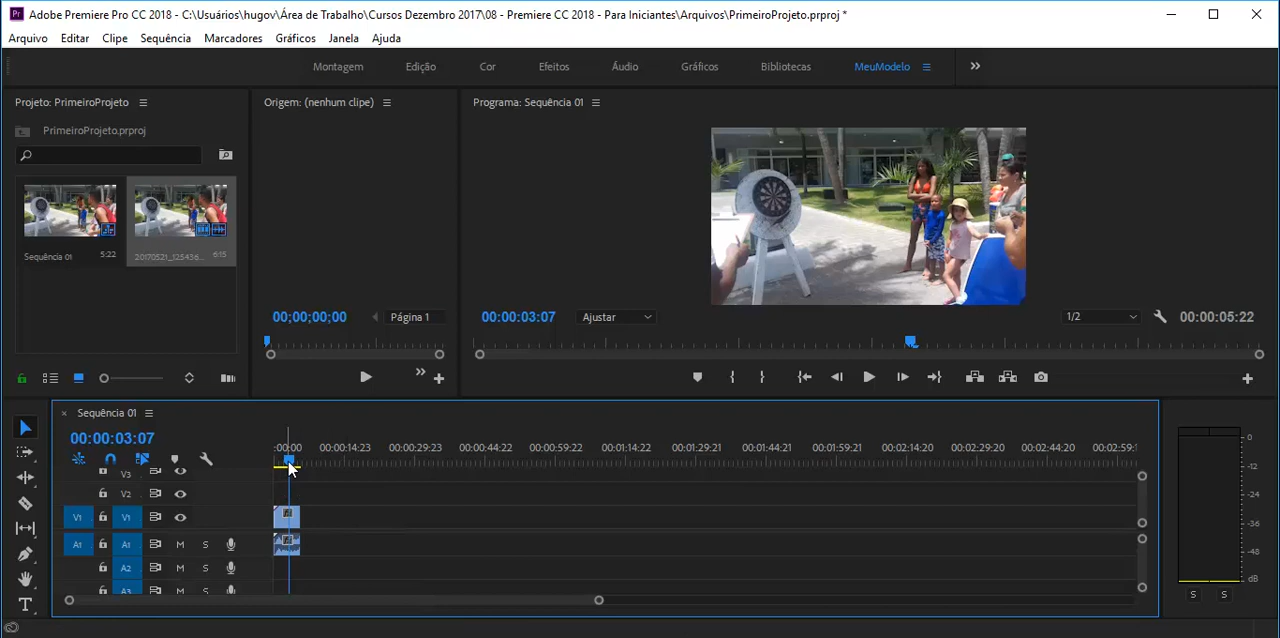 Pr Adobe Premiere Pro CC 2018 - C:\Usuários\hugov\Área de Trabalho\Cursos Dezembro 2017\08 - Premiere CC 2018 - Para Iniciantes\Arquivos\PrimeiroProjeto.prproj *
Arquivo Editar Clipe Sequência Marcadores Gráficos Janela Ajuda
Montagem Edição Cor Efeitos Áudio Gráficos Bibliotecas MeuModelo
Projeto: PrimeiroProjeto Origem: (nenhum clipe) Programa: Sequência 01
PrimeiroProjeto.prproj
Sequência 01 5:22 20170521_125436... 6:15
00;00;00;00 Página 1 00:00:03:07 Ajustar 1/2 00:00:05:22
Sequência 01
00:00:03:07
:00:00 00:00:14:23 00:00:29:23 00:00:44:22 00:00:59:22 00:01:14:22 00:01:29:21 00:01:44:21 00:01:59:21 00:02:14:20 00:02:29:20 00:02:44:20 00:02:59:1
V3
V2
V1 V1
A1 A1 M S
A2 M S
A3 M S
0
-12
-24
-36
-48
dB
S S